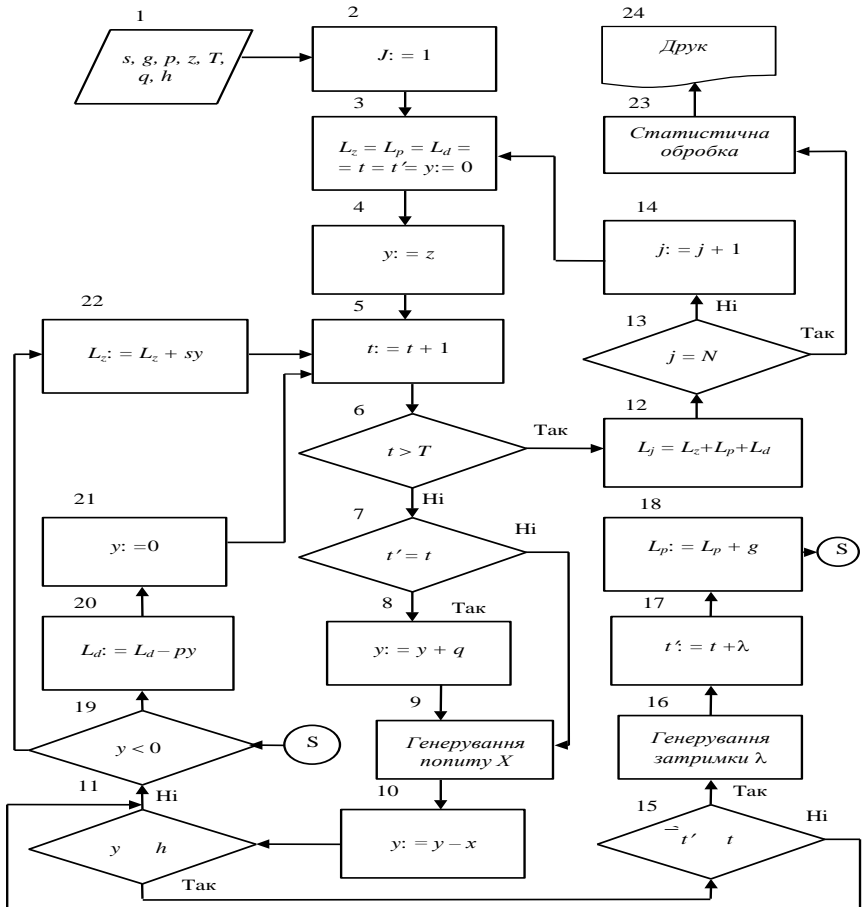 1
s, g, p, z, T,
q, h
2
J: = 1
3
L_z = L_p = L_d =
= t = t′= y: = 0
4
y: = z
5
t: = t + 1
6
t > T
Так
Ні
7
t′ = t
Ні
Так
8
y: = y + q
9
Генерування
попиту X
10
y: = y – x
11
y h
Ні
Так
12
L_j = L_z+L_p+L_d
13
j = N
Ні
Так
14
j: = j + 1
15
t′ t
Так
Ні
16
Генерування
затримки λ
17
t′: = t +λ
18
L_p: = L_p + g
S
19
y < 0
S
20
L_d: = L_d – py
21
y: =0
22
L_z: = L_z + sy
23
Статистична
обробка
24
Друк